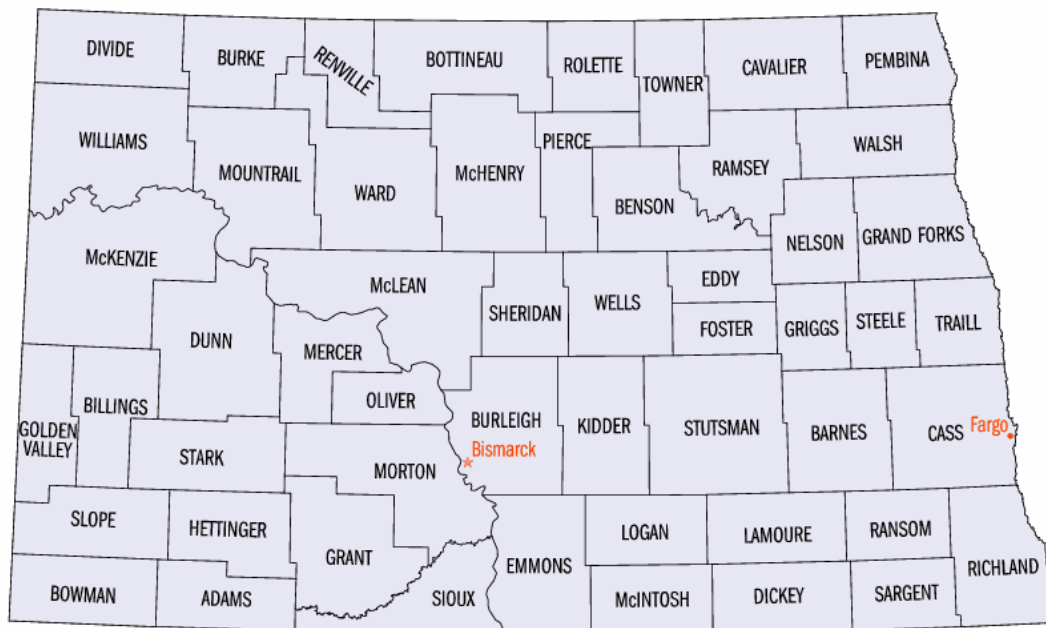 DIVIDE
BURKE
RENVILLE
BOTTINEAU
ROLETTE
TOWNER
CAVALIER
PEMBINA
WILLIAMS
MOUNTRAIL
WARD
McHENRY
PIERCE
BENSON
RAMSEY
WALSH
McKENZIE
McLEAN
SHERIDAN
WELLS
EDDY
FOSTER
NELSON
GRAND FORKS
DUNN
MERCER
OLIVER
GRIGGS
STEELE
TRAILL
GOLDEN
VALLEY
BILLINGS
STARK
MORTON
BURLEIGH
Bismarck
KIDDER
STUTSMAN
BARNES
CASS
Fargo
SLOPE
HETTINGER
GRANT
SIOUX
EMMONS
LOGAN
LAMOURE
RANSOM
RICHLAND
BOWMAN
ADAMS
McINTOSH
DICKEY
SARGENT